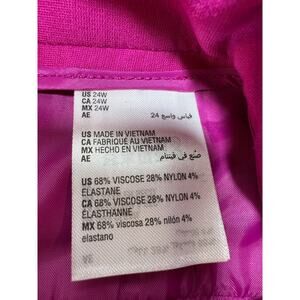 US 24W
CA 24W
MX 24W
AE قياس واسع 24
US MADE IN VIETNAM
CA FABRIQUÉ AU VIETNAM
MX HECHO EN VIETNAM
صنع في فيتنام
US 68% VISCOSE 28% NYLON 4%
ELASTANE
CA 68% VISCOSE 28% NYLON 4%
ÉLASTHANNE
MX 68% viscosa 28% nilón 4%
elastano